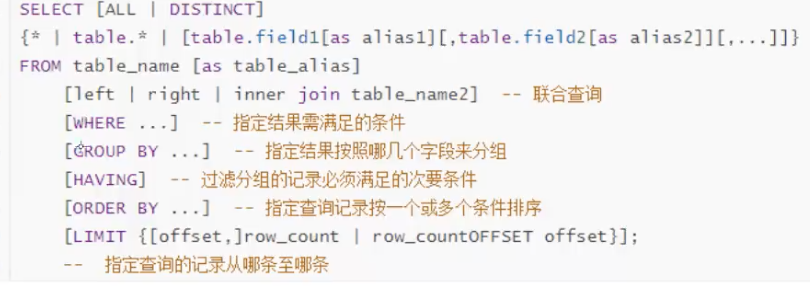 SELECT [ALL | DISTINCT]
{* | table.* | [table.field1[as alias1][,table.field2[as alias2]][,...]]}
FROM table_name [as table_alias]
[left | right | inner join table_name2] -- 联合查询
[WHERE ...] -- 指定结果需满足的条件
[GROUP BY ...] -- 指定结果按照哪几个字段来分组
[HAVING] -- 过滤分组的记录必须满足的次要条件
[ORDER BY ...] -- 指定查询记录按一个或多个条件排序
[LIMIT {[offset,]row_count | row_countOFFSET offset}];
-- 指定查询的记录从哪条至哪条